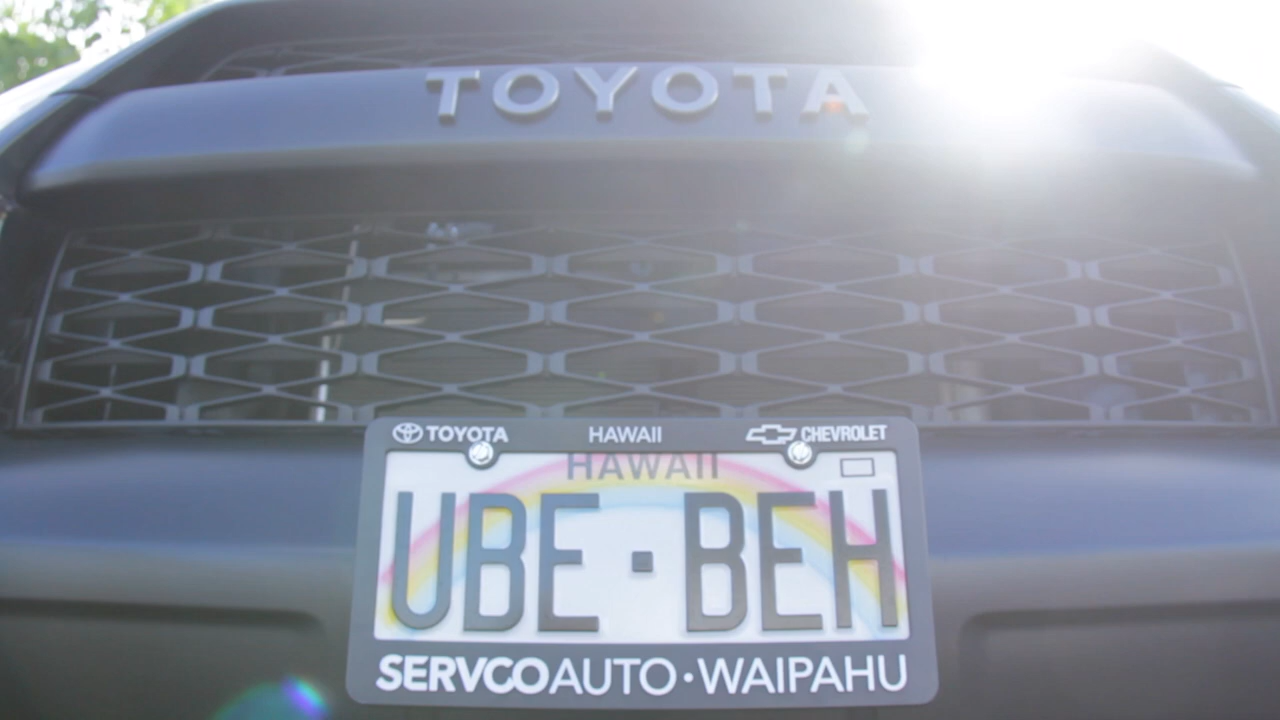 TOYOTA
TOYOTA HAWAII CHEVROLET
HAWAII
UBE·BEH
SERVCOAUTO·WAIPAHU